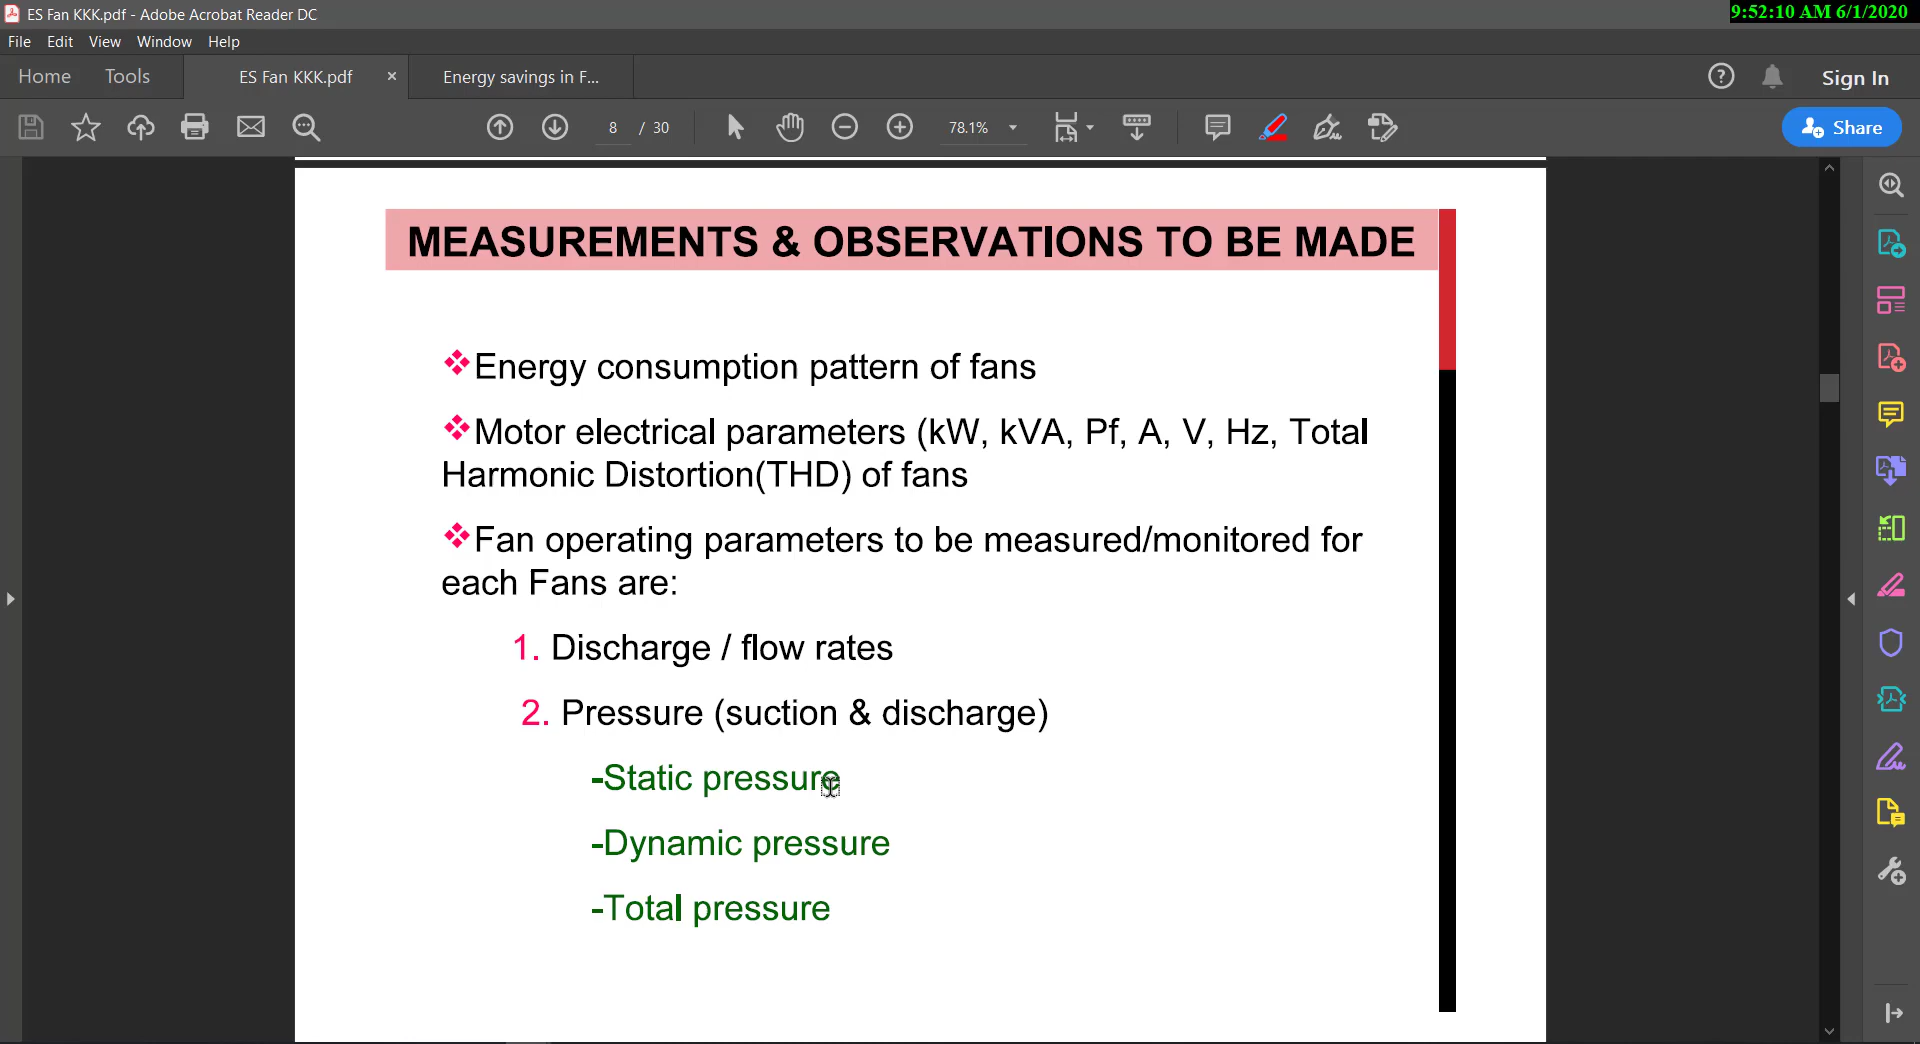 ES Fan KKK.pdf - Adobe Acrobat Reader DC
9:52:10 AM 6/1/2020
File Edit View Window Help
Home Tools ES Fan KKK.pdf × Energy savings in F... Sign In
8 / 30 78.1% Share
MEASUREMENTS & OBSERVATIONS TO BE MADE
❖Energy consumption pattern of fans
❖Motor electrical parameters (kW, kVA, Pf, A, V, Hz, Total
Harmonic Distortion(THD) of fans
❖Fan operating parameters to be measured/monitored for
each Fans are:
1. Discharge / flow rates
2. Pressure (suction & discharge)
-Static pressure
-Dynamic pressure
-Total pressure